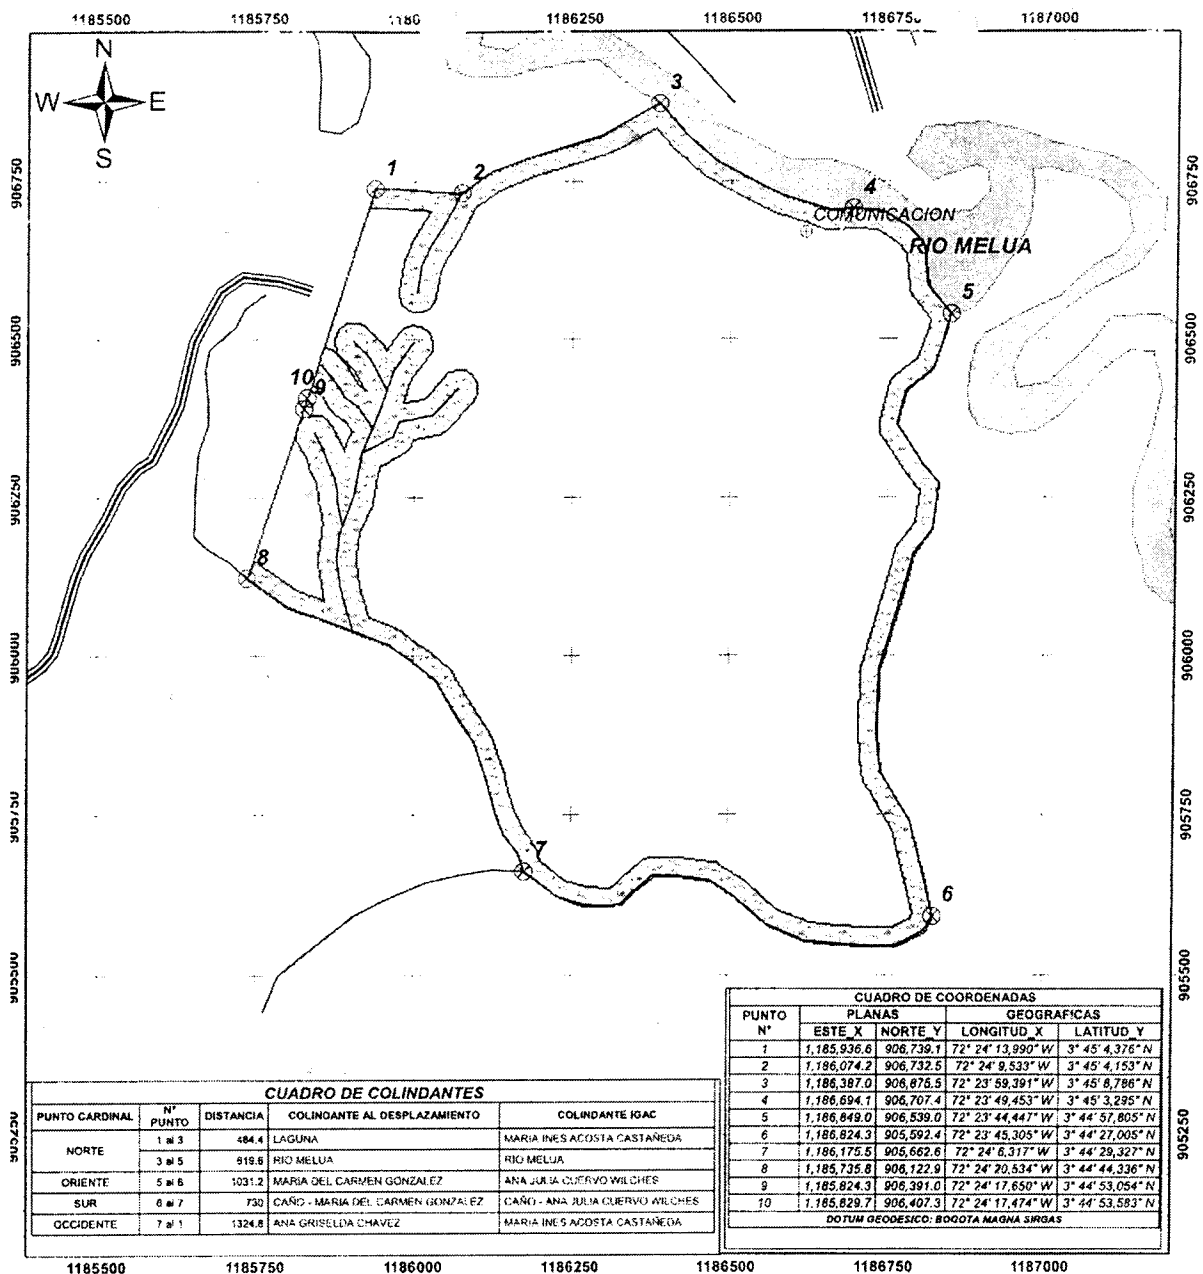 1185500 1185750 1186250 1186500 1187000
N
W E
S
3
1 2
4
COMUNICACION
RIO MELUA
5
10
9
8
7
6
906750 906750
906500 906500
906250 906250
906000 906000
905750
905500 905500
905250
CUADRO DE COORDENADAS
PUNTO N° PLANAS GEOGRAFICAS
ESTE_X NORTE_Y LONGITUD_X LATITUD_Y
1 1,185,936.6 906,739.1 72° 24' 13,990" W 3° 45' 4,376" N
2 1,186,074.2 906,732.5 72° 24' 9,533" W 3° 45' 4,153" N
3 1,186,387.0 906,875.5 72° 23' 59,391" W 3° 45' 8,786" N
4 1,186,694.1 906,707.4 72° 23' 49,453" W 3° 45' 3,295" N
5 1,186,849.0 906,539.0 72° 23' 44,447" W 3° 44' 57,805" N
6 1,186,824.3 905,592.4 72° 23' 45,305" W 3° 44' 27,005" N
7 1,186,175.5 905,662.6 72° 24' 6,317" W 3° 44' 29,327" N
8 1,185,735.8 906,122.9 72° 24' 20,534" W 3° 44' 44,336" N
9 1,185,824.3 906,391.0 72° 24' 17,650" W 3° 44' 53,054" N
10 1,185,829.7 906,407.3 72° 24' 17,474" W 3° 44' 53,583" N
DOTUM GEODESICO: BOGOTA MAGNA SIRGAS
CUADRO DE COLINDANTES
PUNTO CARDINAL N° PUNTO DISTANCIA COLINDANTE AL DESPLAZAMIENTO COLINDANTE IGAC
NORTE 1 al 3 484.4 LAGUNA MARIA INES ACOSTA CASTAÑEDA
3 al 5 619.6 RIO MELUA RIO MELUA
ORIENTE 5 al 6 1031.2 MARIA DEL CARMEN GONZALEZ ANA JULIA CUERVO WILCHES
SUR 6 al 7 730 CAÑO - MARIA DEL CARMEN GONZALEZ CAÑO - ANA JULIA CUERVO WILCHES
OCCIDENTE 7 al 1 1324.8 ANA GRISELDA CHAVEZ MARIA INES ACOSTA CASTAÑEDA
1185500 1185750 1186000 1186500 1186750 1187000